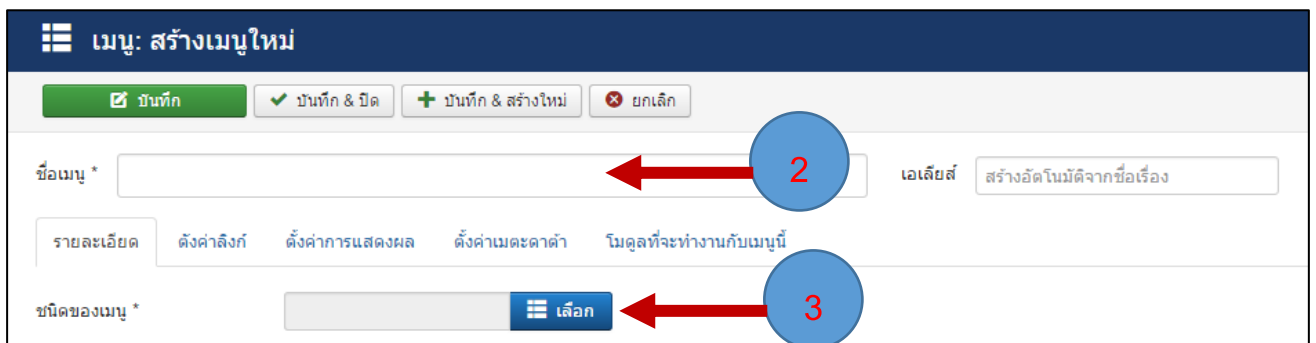 เมนู: สร้างเมนูใหม่
บันทึก บันทึก & ปิด บันทึก & สร้างใหม่ ยกเลิก
ชื่อเมนู * 2 เอเลียส์ สร้างอัตโนมัติจากชื่อเรื่อง
รายละเอียด ตังค่าลิงก์ ตั้งค่าการแสดงผล ตั้งค่าเมตะดาต้า โมดูลที่จะทำงานกับเมนูนี้
ชนิดของเมนู * เลือก 3